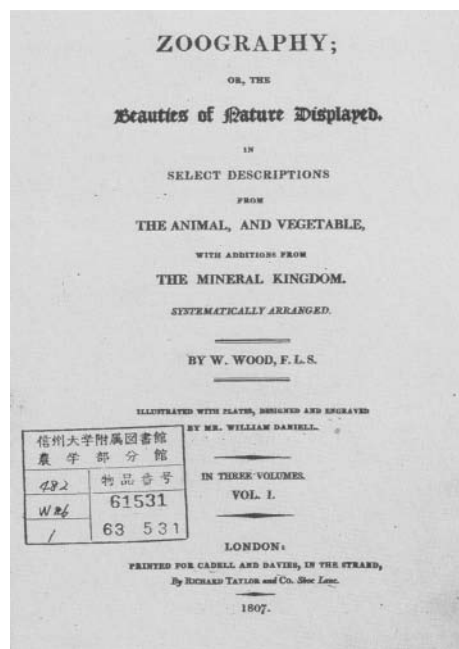 ZOOGRAPHY;
OR, THE
Beauties of Nature Displayed.
IN
SELECT DESCRIPTIONS
FROM
THE ANIMAL, AND VEGETABLE,
WITH ADDITIONS FROM
THE MINERAL KINGDOM.
SYSTEMATICALLY ARRANGED.
BY W. WOOD, F.L.S.
ILLUSTRATED WITH PLATES, DESIGNED AND ENGRAVED
BY MR. WILLIAM DANIELL.
IN THREE VOLUMES.
VOL. I.
LONDON:
PRINTED FOR CADELL AND DAVIES, IN THE STRAND,
By RICHARD TAYLOR and Co. Shoe Lane.
1807.
信州大学附属図書館
農学部分館
482 物品番号
W 61531
1 63 531